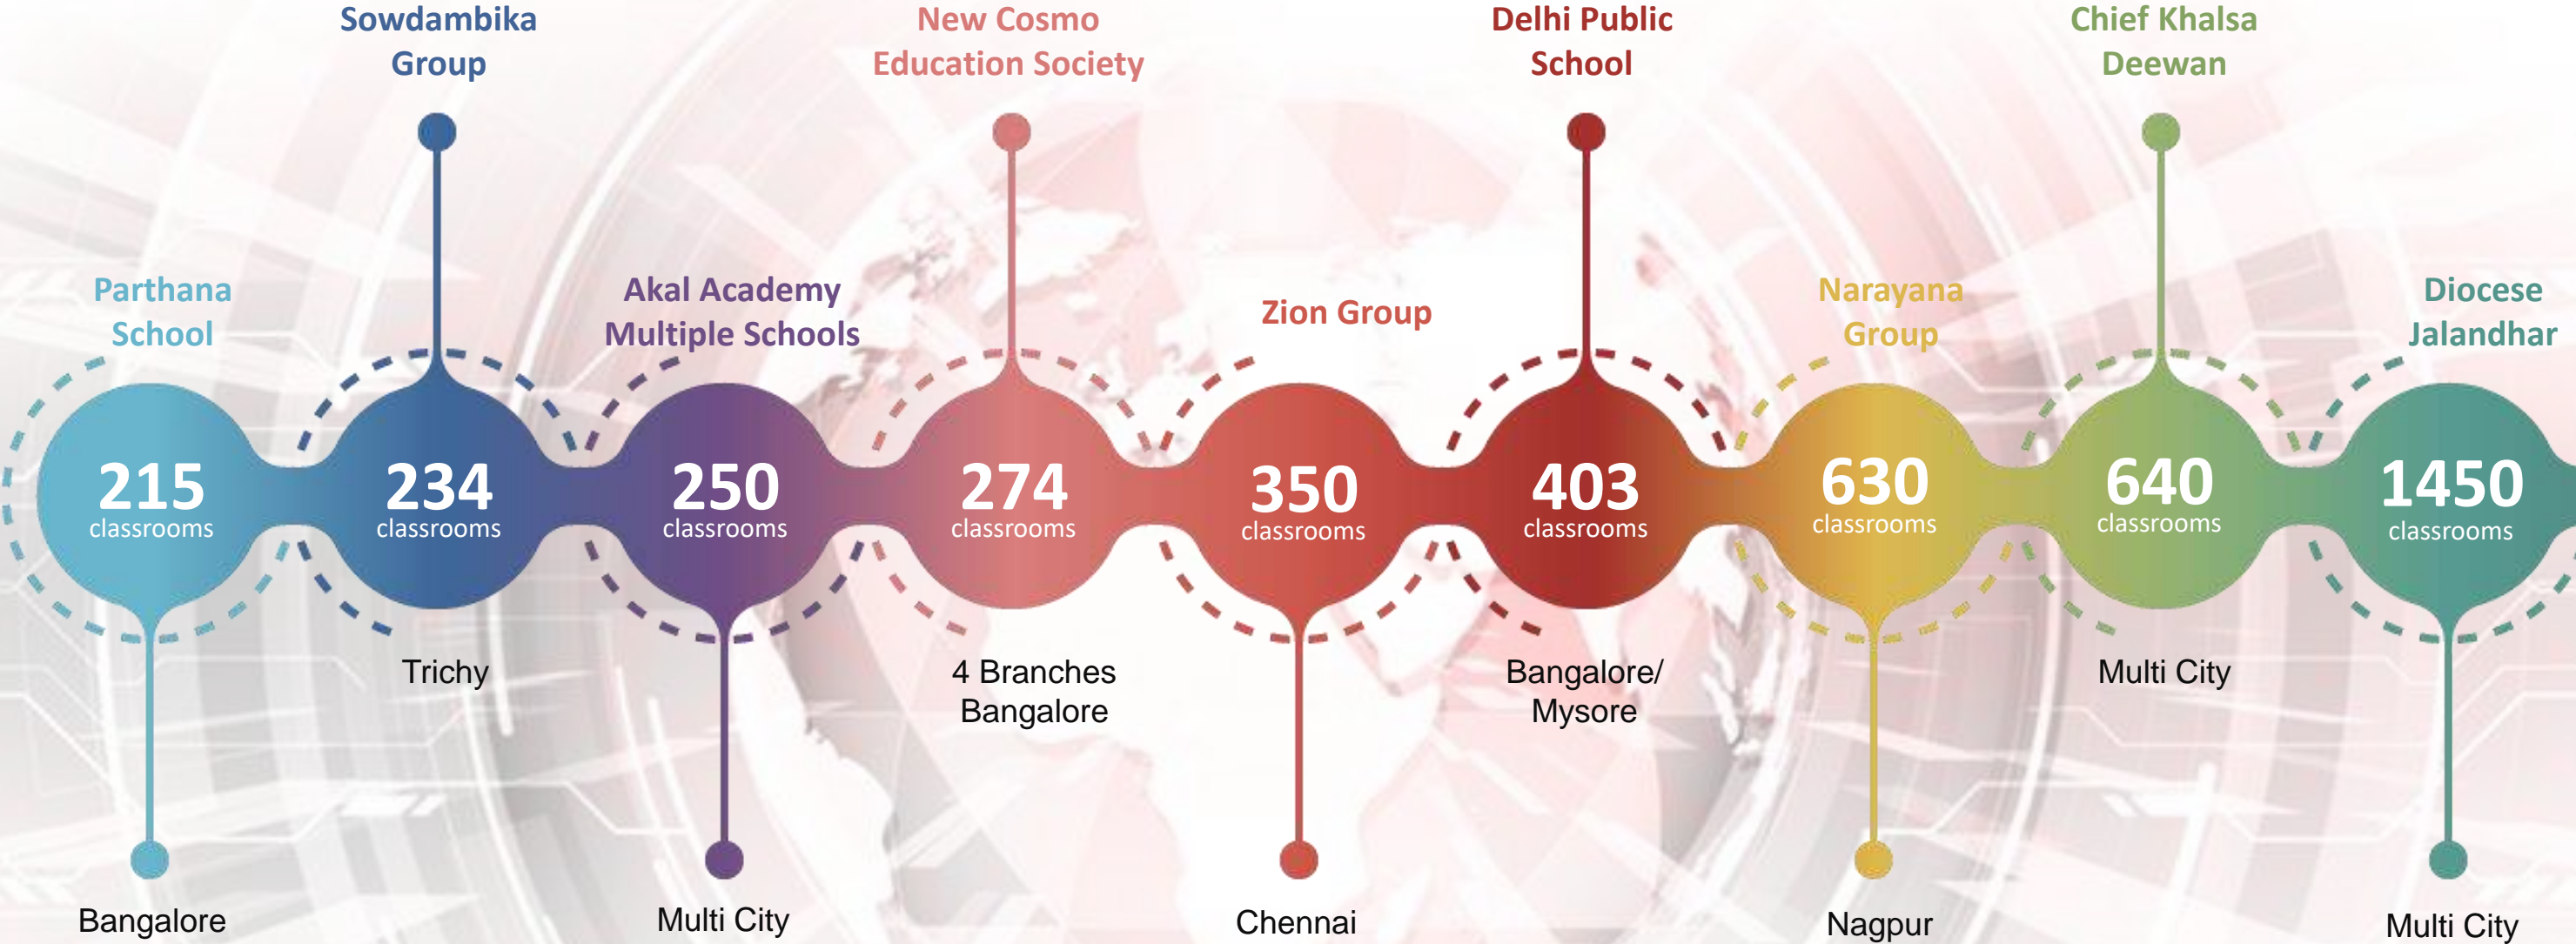 Parthana
School
215
classrooms
Bangalore
Sowdambika
Group
234
classrooms
Trichy
Akal Academy
Multiple Schools
250
classrooms
Multi City
New Cosmo
Education Society
274
classrooms
4 Branches
Bangalore
Zion Group
350
classrooms
Chennai
Delhi Public
School
403
classrooms
Bangalore/
Mysore
Narayana
Group
630
classrooms
Nagpur
Chief Khalsa
Deewan
640
classrooms
Multi City
Diocese
Jalandhar
1450
classrooms
Multi City